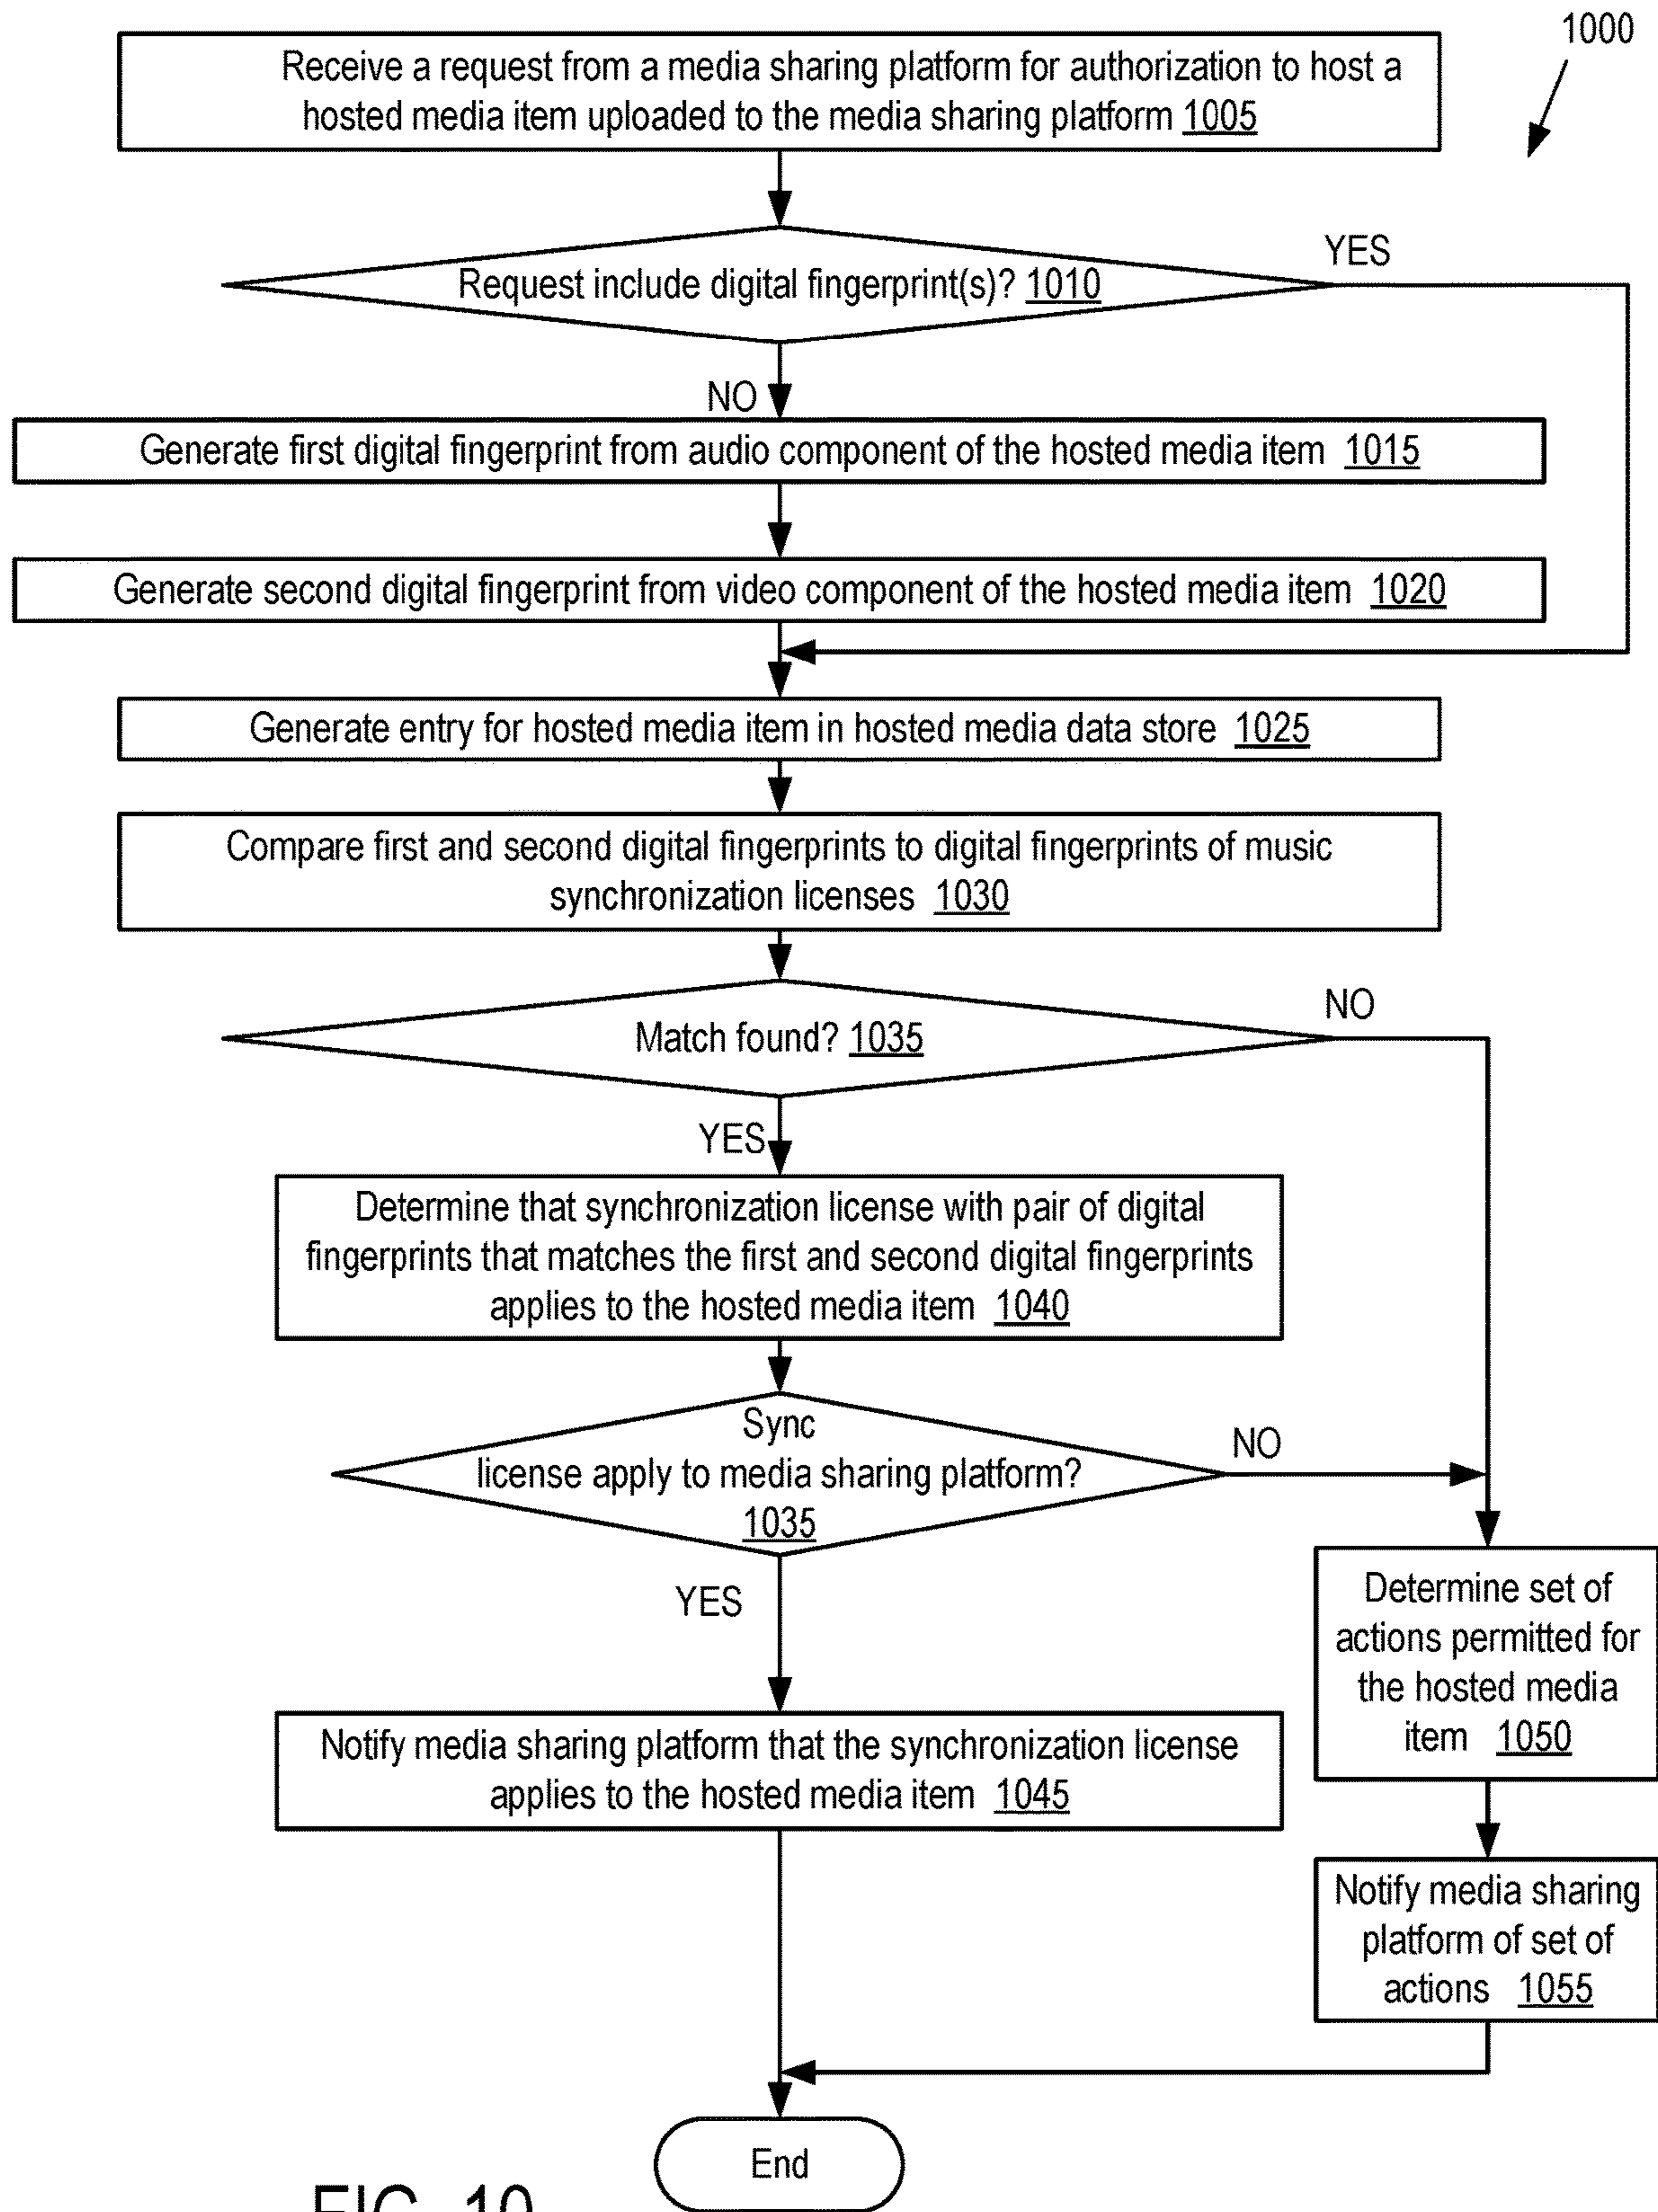 1000
Receive a request from a media sharing platform for authorization to host a
hosted media item uploaded to the media sharing platform 1005
YES
Request include digital fingerprint(s)? 1010
NO
Generate first digital fingerprint from audio component of the hosted media item 1015
Generate second digital fingerprint from video component of the hosted media item 1020
Generate entry for hosted media item in hosted media data store 1025
Compare first and second digital fingerprints to digital fingerprints of music
synchronization licenses 1030
NO
Match found? 1035
YES
Determine that synchronization license with pair of digital
fingerprints that matches the first and second digital fingerprints
applies to the hosted media item 1040
Sync
license apply to media sharing platform?
1035
NO
YES
Determine set of
actions permitted for
the hosted media
item 1050
Notify media sharing platform that the synchronization license
applies to the hosted media item 1045
Notify media sharing
platform of set of
actions 1055
End
FIG. 10